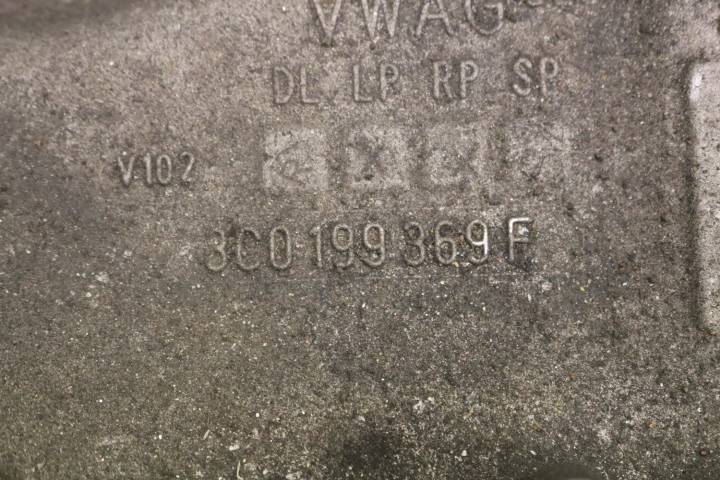 VWAG
DL LP RP SP
V102
3C0 199 369 F